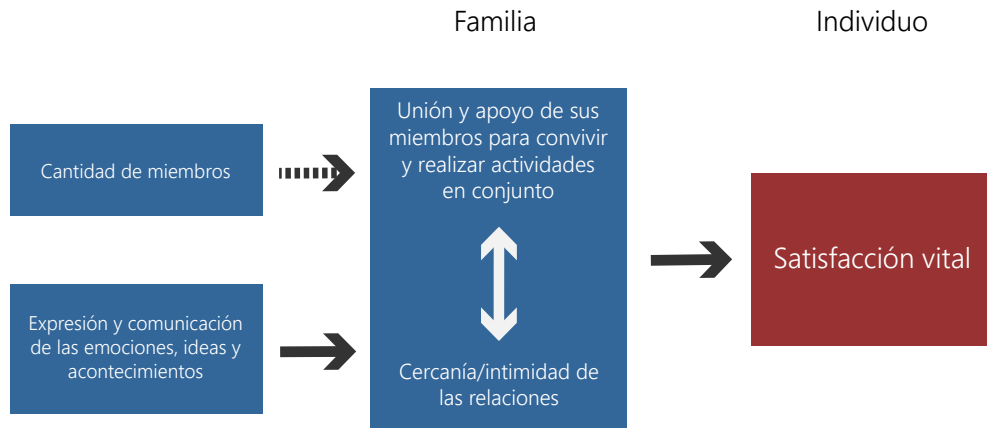 Familia
Individuo
Unión y apoyo de sus
miembros para convivir
y realizar actividades
en conjunto
Cantidad de miembros
Satisfacción vital
Expresión y comunicación
de las emociones, ideas y
acontecimientos
Cercanía/intimidad de
las relaciones